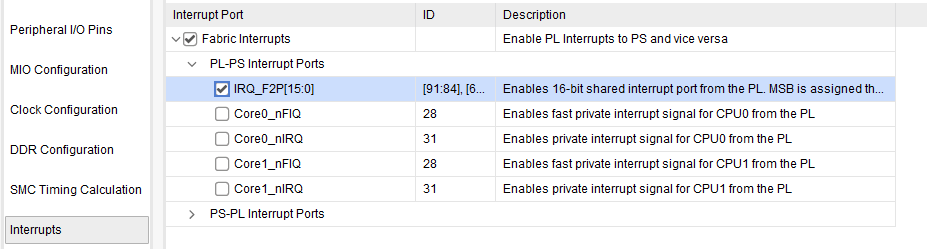 Peripheral I/O Pins
MIO Configuration
Clock Configuration
DDR Configuration
SMC Timing Calculation
Interrupts
Interrupt Port ID Description
Fabric Interrupts Enable PL Interrupts to PS and vice versa
PL-PS Interrupt Ports
IRQ_F2P[15:0] [91:84], [6... Enables 16-bit shared interrupt port from the PL. MSB is assigned th...
Core0_nFIQ 28 Enables fast private interrupt signal for CPU0 from the PL
Core0_nIRQ 31 Enables private interrupt signal for CPU0 from the PL
Core1_nFIQ 28 Enables fast private interrupt signal for CPU1 from the PL
Core1_nIRQ 31 Enables private interrupt signal for CPU1 from the PL
PS-PL Interrupt Ports